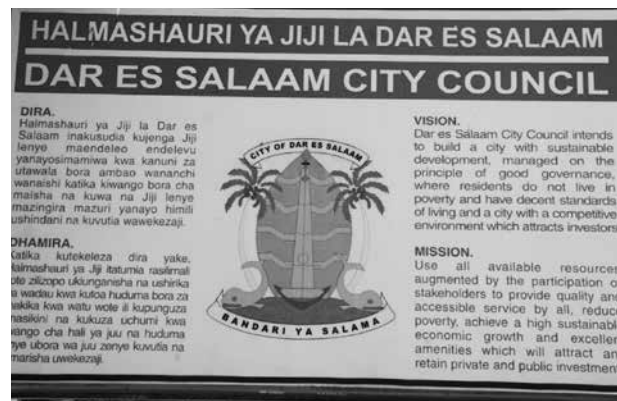 HALMASHAURI YA JIJI LA DAR ES SALAAM
DAR ES SALAAM CITY COUNCIL
DIRA.
Halmashauri ya Jiji la Dar es
Salaam inakusudia kujenga Jiji
lenye maendeleo endelevu
yanayosimamiwa kwa kanuni za
utawala bora ambao wananchi
wanaishi katika kiwango bora cha
maisha na kuwa na Jiji lenye
mazingira mazuri yanayo himili
ushindani na kuvutia wawekezaji.
DHAMIRA.
Katika kutekeleza dira yake,
Halmashauri ya Jiji itatumia rasilimali
zote zilizopo ukiunganisha na ushirika
wa wadau kwa kutoa huduma bora za
hakika kwa watu wote ili kupunguza
umasikini na kukuza uchumi kwa
kiwango cha hali ya juu na huduma
nye ubora wa juu zenye kuvutia na
marisha uwekezaji.
CITY OF DAR ES SALAAM
BANDARI YA SALAMA
VISION.
Dar es Salaam City Council intends
to build a city with sustainable
development, managed on the
principle of good governance,
where residents do not live in
poverty and have decent standards
of living and a city with a competitive
environment which attracts investors
MISSION.
Use all available resources
augmented by the participation o
stakeholders to provide quality and
accessible service by all, reduc
poverty, achieve a high sustainabl
economic growth and excellen
amenities which will attract an
retain private and public investment